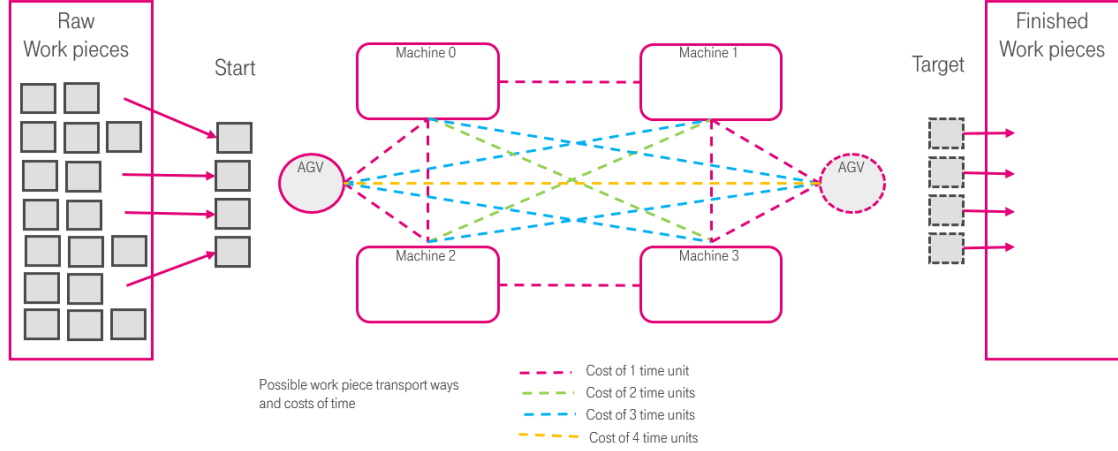 Raw
Work pieces
Start
Machine 0
Machine 1
Target
Finished
Work pieces
AGV
AGV
Machine 2
Machine 3
Possible work piece transport ways
and costs of time
Cost of 1 time unit
Cost of 2 time units
Cost of 3 time units
Cost of 4 time units